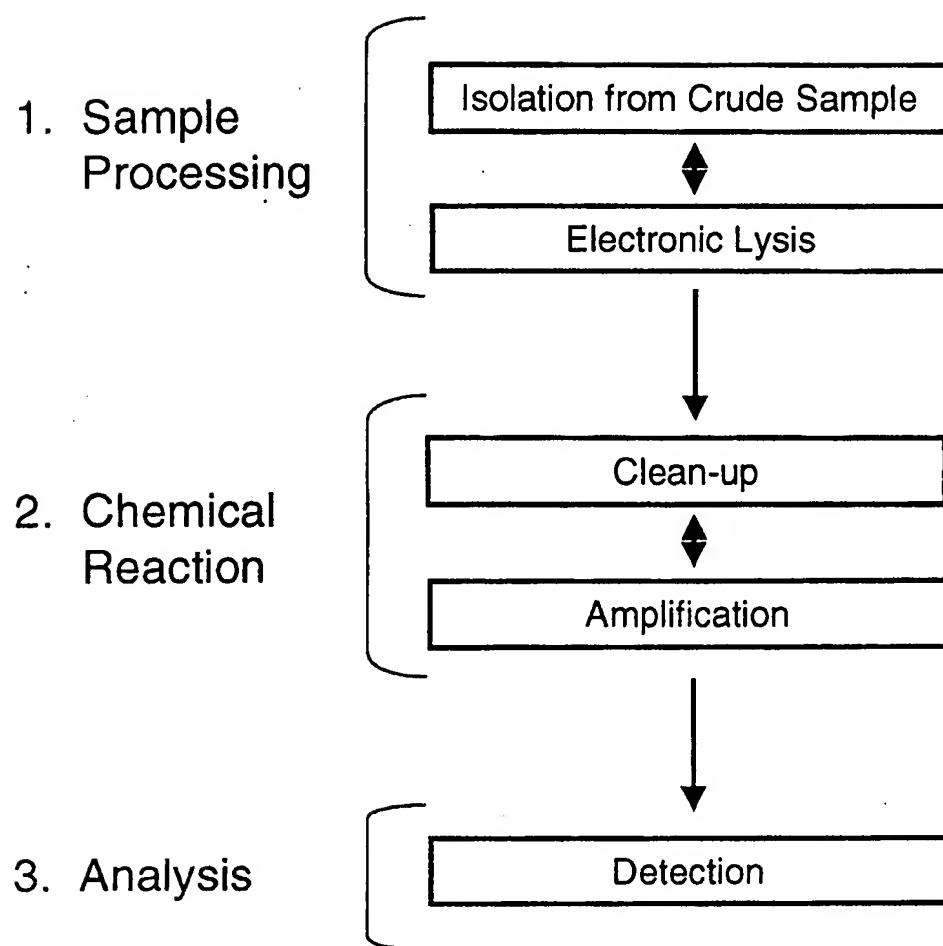 1. Sample
Processing
Isolation from Crude Sample
Electronic Lysis
2. Chemical
Reaction
Clean-up
Amplification
3. Analysis
Detection